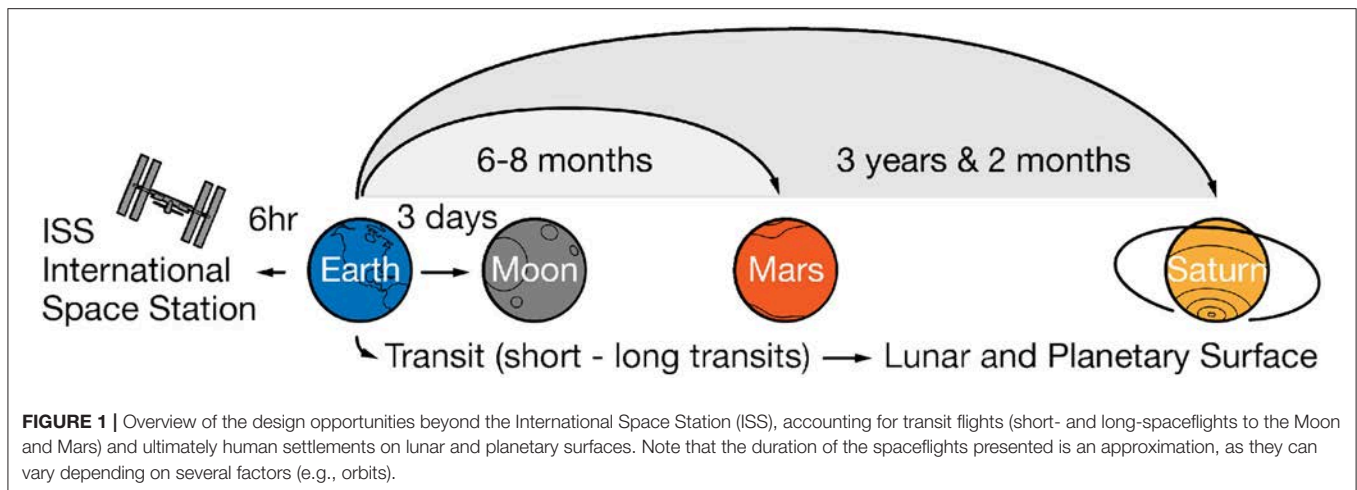 6-8 months
3 years & 2 months
6hr
3 days
ISS
International
Space Station
Earth
Moon
Mars
Saturn
Transit (short - long transits)
Lunar and Planetary Surface
FIGURE 1 | Overview of the design opportunities beyond the International Space Station (ISS), accounting for transit flights (short- and long-spaceflights to the Moon
and Mars) and ultimately human settlements on lunar and planetary surfaces. Note that the duration of the spaceflights presented is an approximation, as they can
vary depending on several factors (e.g., orbits).